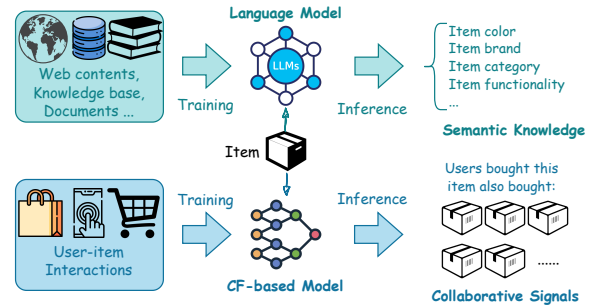 Language Model
Web contents,
Knowledge base,
Documents ...
Training
LLMs
Inference
Item color
Item brand
Item category
Item functionality
...
Semantic Knowledge
Item
User-item
Interactions
Training
CF-based Model
Inference
Users bought this
item also bought:
......
Collaborative Signals